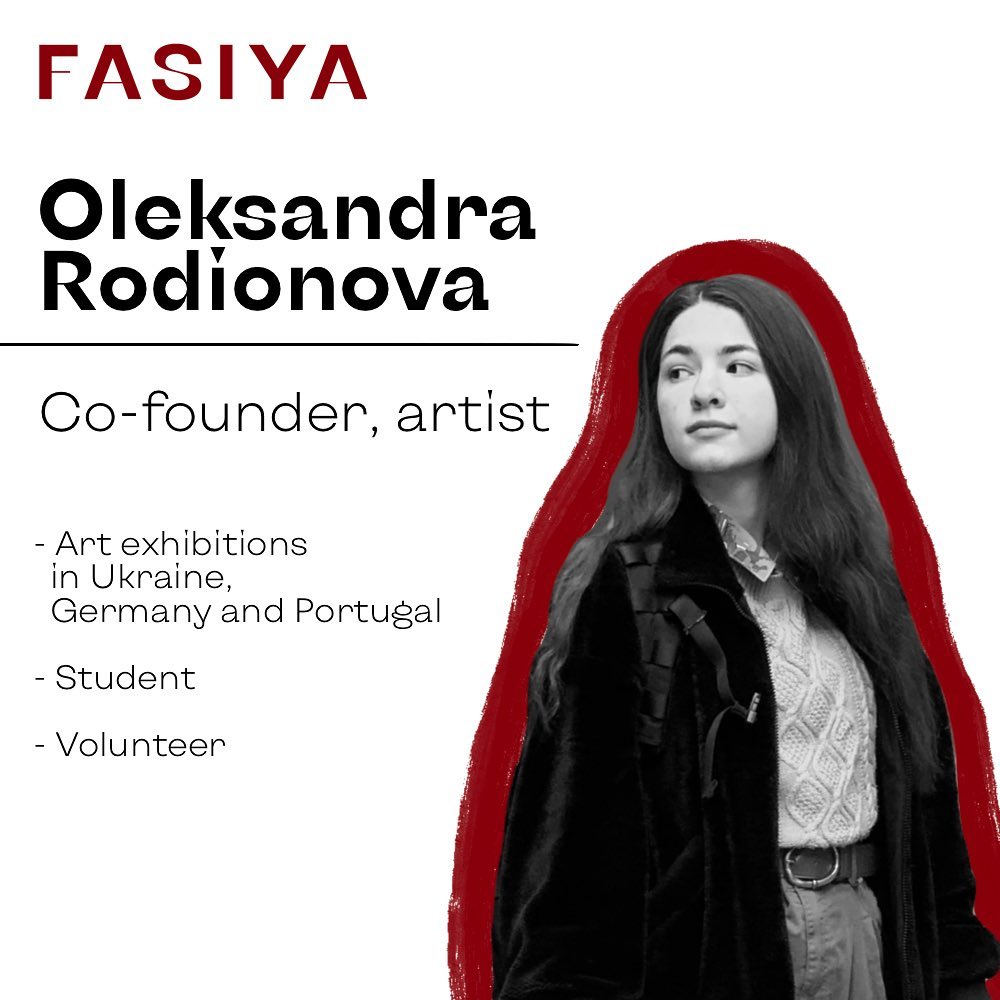 FASIYA
Oleksandra
Rodionova
Co-founder, artist
- Art exhibitions
in Ukraine,
Germany and Portugal
- Student
- Volunteer